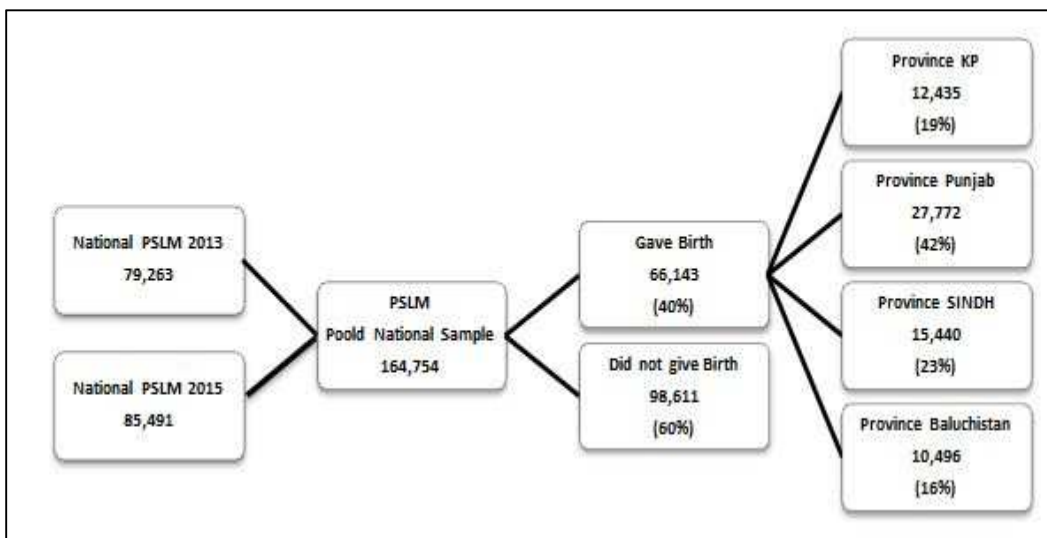 National PSLM 2013
79,263
National PSLM 2015
85,491
PSLM
Poold National Sample
164,754
Gave Birth
66,143
(40%)
Did not give Birth
98,611
(60%)
Province KP
12,435
(19%)
Province Punjab
27,772
(42%)
Province SINDH
15,440
(23%)
Province Baluchistan
10,496
(16%)